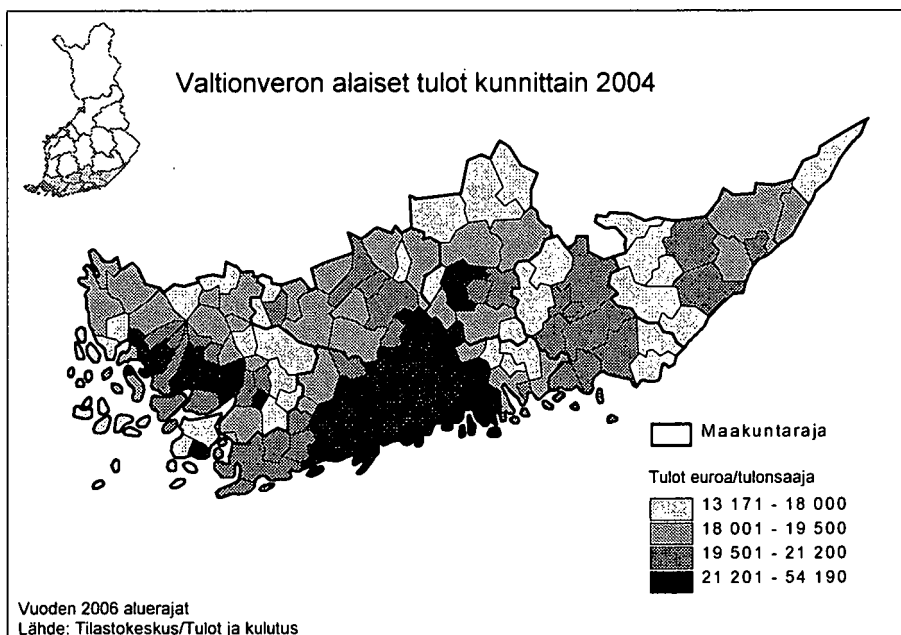 Valtionveron alaiset tulot kunnittain 2004
Maakuntaraja
Tulot euroa/tulonsaaja
13 171 - 18 000
18 001 - 19 500
19 501 - 21 200
21 201 - 54 190
Vuoden 2006 aluerajat
Lähde: Tilastokeskus/Tulot ja kulutus